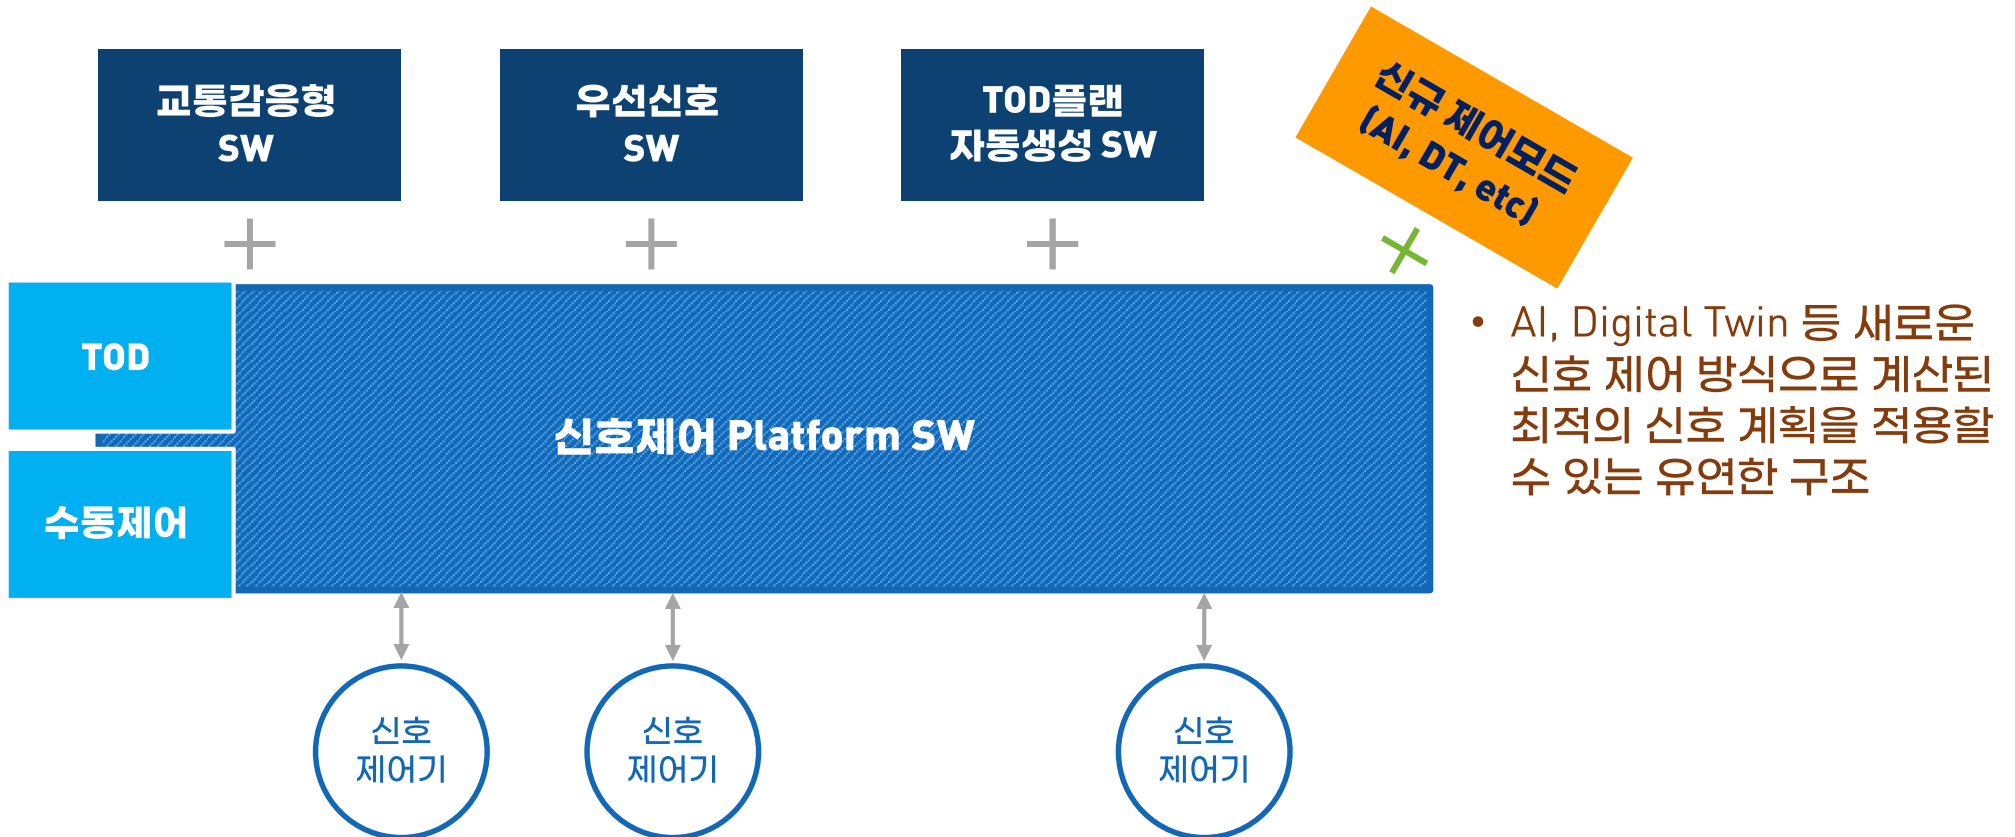 교통감응형
SW
우선신호
SW
TOD플랜
자동생성 SW
신규 제어모드
(AI, DT, etc)
TOD
수동제어
신호제어 Platform SW
• AI, Digital Twin 등 새로운
신호 제어 방식으로 계산된
최적의 신호 계획을 적용할
수 있는 유연한 구조
신호
제어기
신호
제어기
신호
제어기